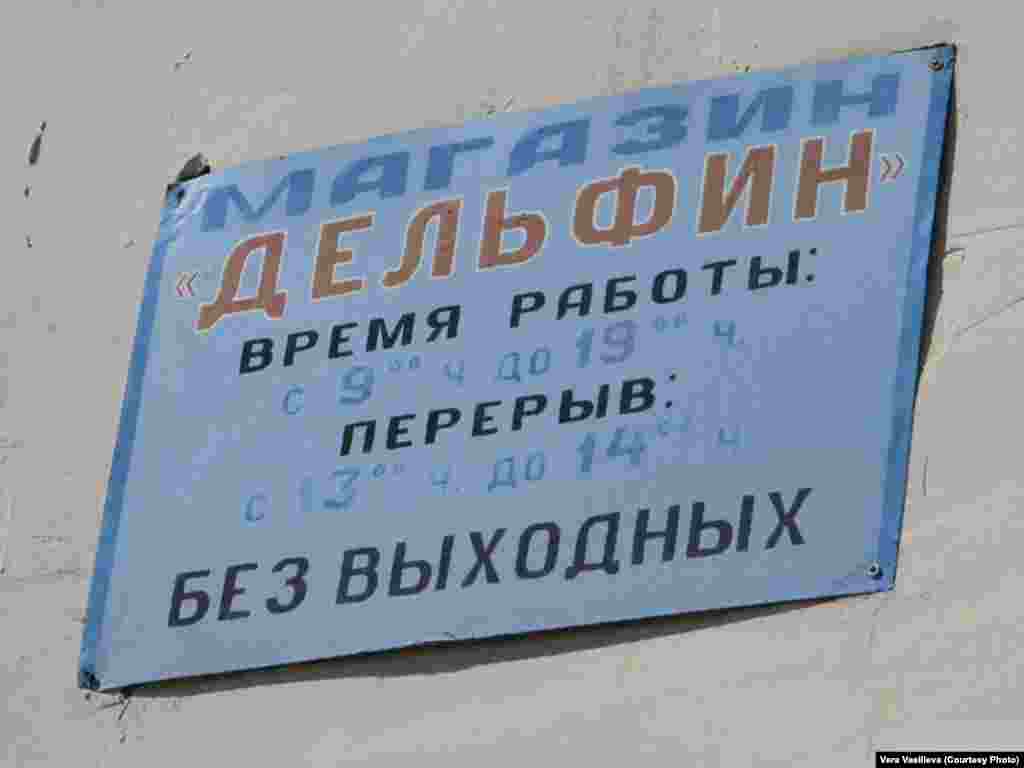 МАГАЗИН
«ДЕЛЬФИН»
ВРЕМЯ РАБОТЫ:
С 9⁰⁰ Ч ДО 19⁰⁰ Ч.
ПЕРЕРЫВ:
С 13⁰⁰ Ч. ДО 14⁰⁰ Ч
БЕЗ ВЫХОДНЫХ
Vera Vasilieva (Courtesy Photo)